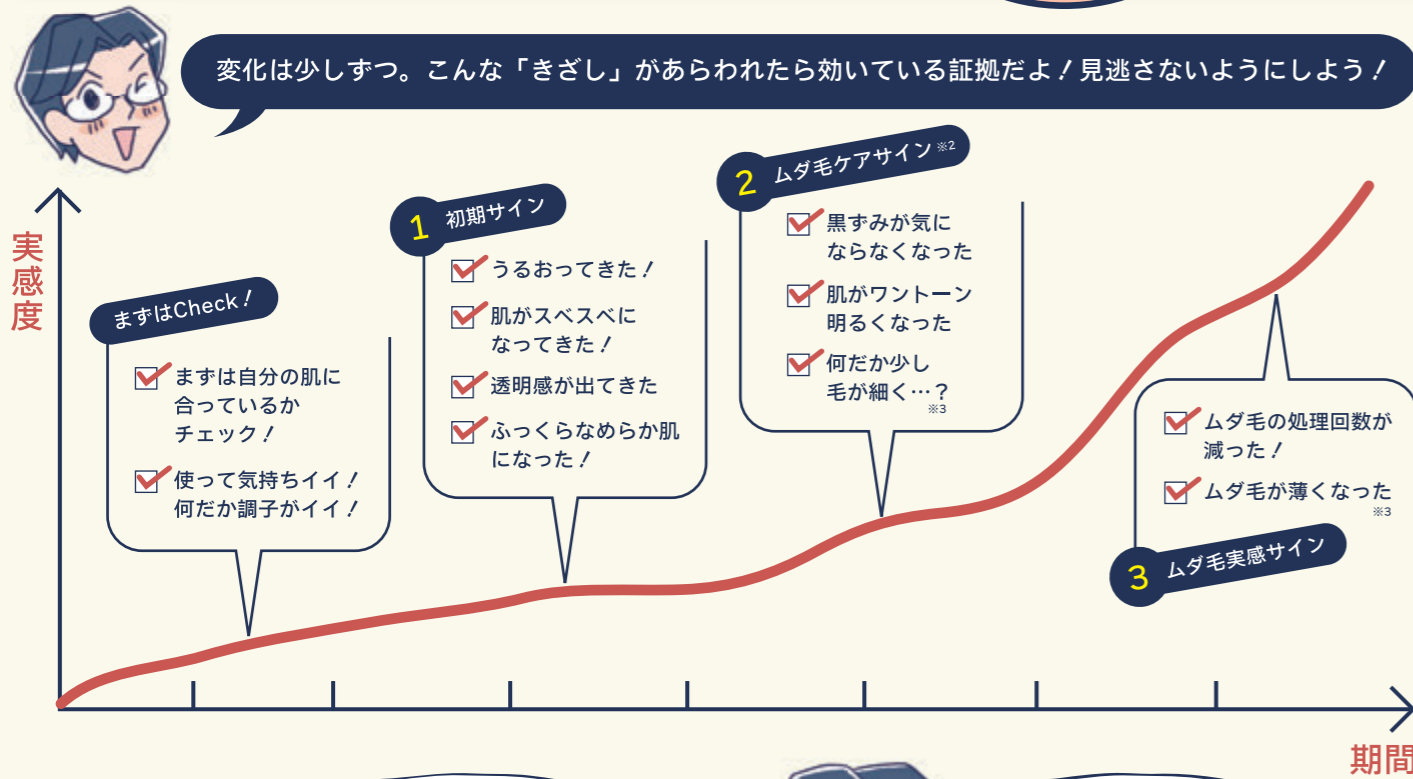 変化は少しずつ。こんな「きざし」があらわれたら効いている証拠だよ！見逃さないようにしよう！
実感度
まずはCheck！
まずは自分の肌に
合っているか
チェック！
使って気持ちイイ！
何だか調子がイイ！
1 初期サイン
うるおってきた！
肌がスベスベに
なってきた！
透明感が出てきた
ふっくらなめらか肌
になった！
2 ムダ毛ケアサイン※2
黒ずみが気に
ならなくなった
肌がワントーン
明るくなった
何だか少し
毛が細く…？
※3
ムダ毛の処理回数が
減った！
ムダ毛が薄くなった
※3
3 ムダ毛実感サイン
期間